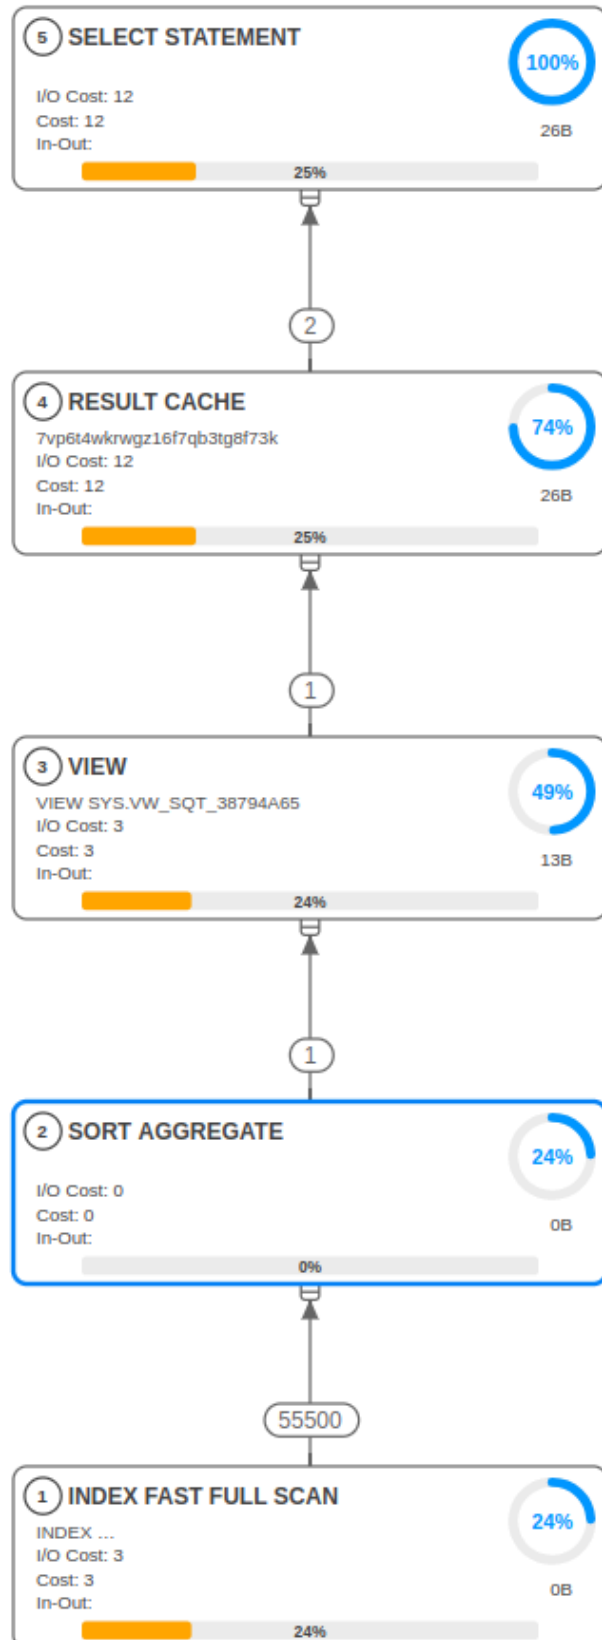 5 SELECT STATEMENT
100%
I/O Cost: 12
Cost: 12
26B
In-Out:
25%
2
4 RESULT CACHE
74%
7vp6t4wkrwgz16f7qb3tg8f73k
I/O Cost: 12
Cost: 12
26B
In-Out:
25%
1
3 VIEW
49%
VIEW SYS.VW_SQT_38794A65
I/O Cost: 3
Cost: 3
13B
In-Out:
24%
1
2 SORT AGGREGATE
24%
I/O Cost: 0
Cost: 0
0B
In-Out:
0%
55500
1 INDEX FAST FULL SCAN
24%
INDEX ...
I/O Cost: 3
Cost: 3
0B
In-Out:
24%